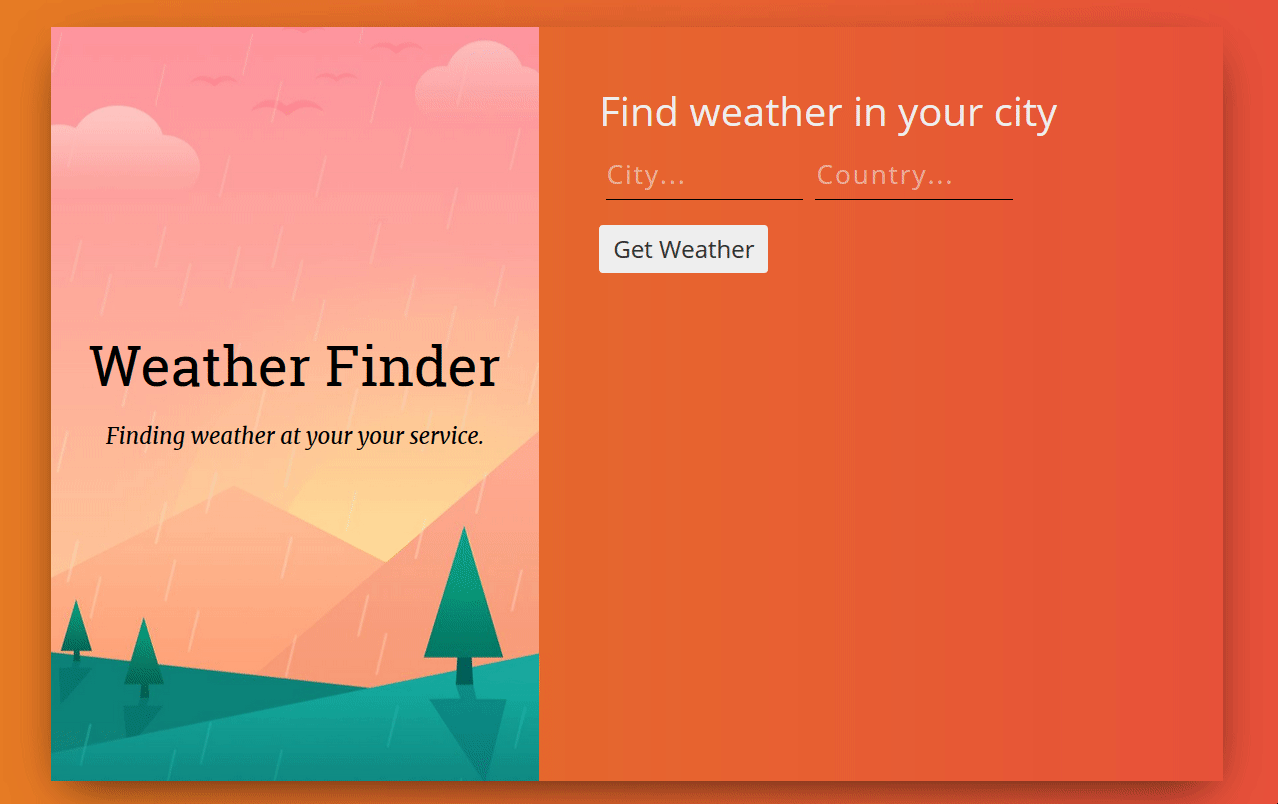 Weather Finder
Finding weather at your your service.
Find weather in your city
City... Country...
Get Weather